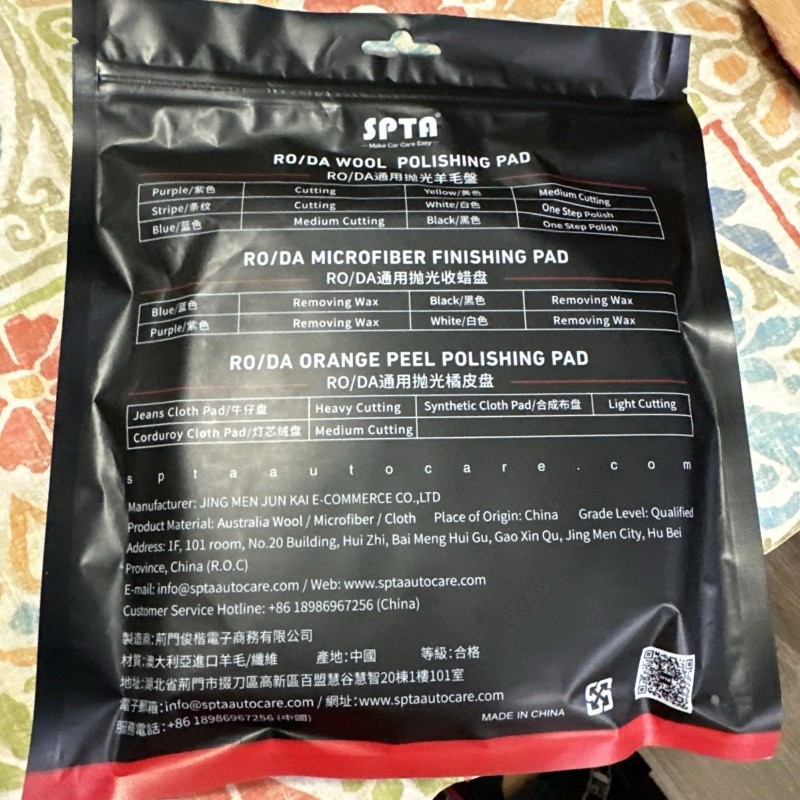 SPTA®
Make Car Care Easy
RO/DA WOOL POLISHING PAD
RO/DA通用抛光羊毛盤
Purple/紫色 Cutting Yellow/黄色 Medium Cutting
Stripe/条纹 Cutting White/白色 One Step Polish
Blue/蓝色 Medium Cutting Black/黑色 One Step Polish
RO/DA MICROFIBER FINISHING PAD
RO/DA通用抛光收蜡盘
Blue/蓝色 Removing Wax Black/黑色 Removing Wax
Purple/紫色 Removing Wax White/白色 Removing Wax
RO/DA ORANGE PEEL POLISHING PAD
RO/DA通用抛光橘皮盘
Jeans Cloth Pad/牛仔盘 Heavy Cutting Synthetic Cloth Pad/合成布盘 Light Cutting
Corduroy Cloth Pad/灯芯绒盘 Medium Cutting
sptaautocare.com
Manufacturer: JING MEN JUN KAI E-COMMERCE CO.,LTD
Product Material: Australia Wool / Microfiber / Cloth Place of Origin: China Grade Level: Qualified
Address: 1F, 101 room, No.20 Building, Hui Zhi, Bai Meng Hui Gu, Gao Xin Qu, Jing Men City, Hu Bei
Province, China (R.O.C)
E-mail: info@sptaautocare.com / Web: www.sptaautocare.com
Customer Service Hotline: +86 18986967256 (China)
製造商:荊門俊楷電子商務有限公司
材質:澳大利亞進口羊毛/纖維 產地:中國 等級:合格
地址:湖北省荊門市掇刀區高新區百盟慧谷慧智20棟1樓101室
電子郵箱:info@sptaautocare.com / 網址:www.sptaautocare.com
服務電話:+86 18986967256 (中國)
MADE IN CHINA